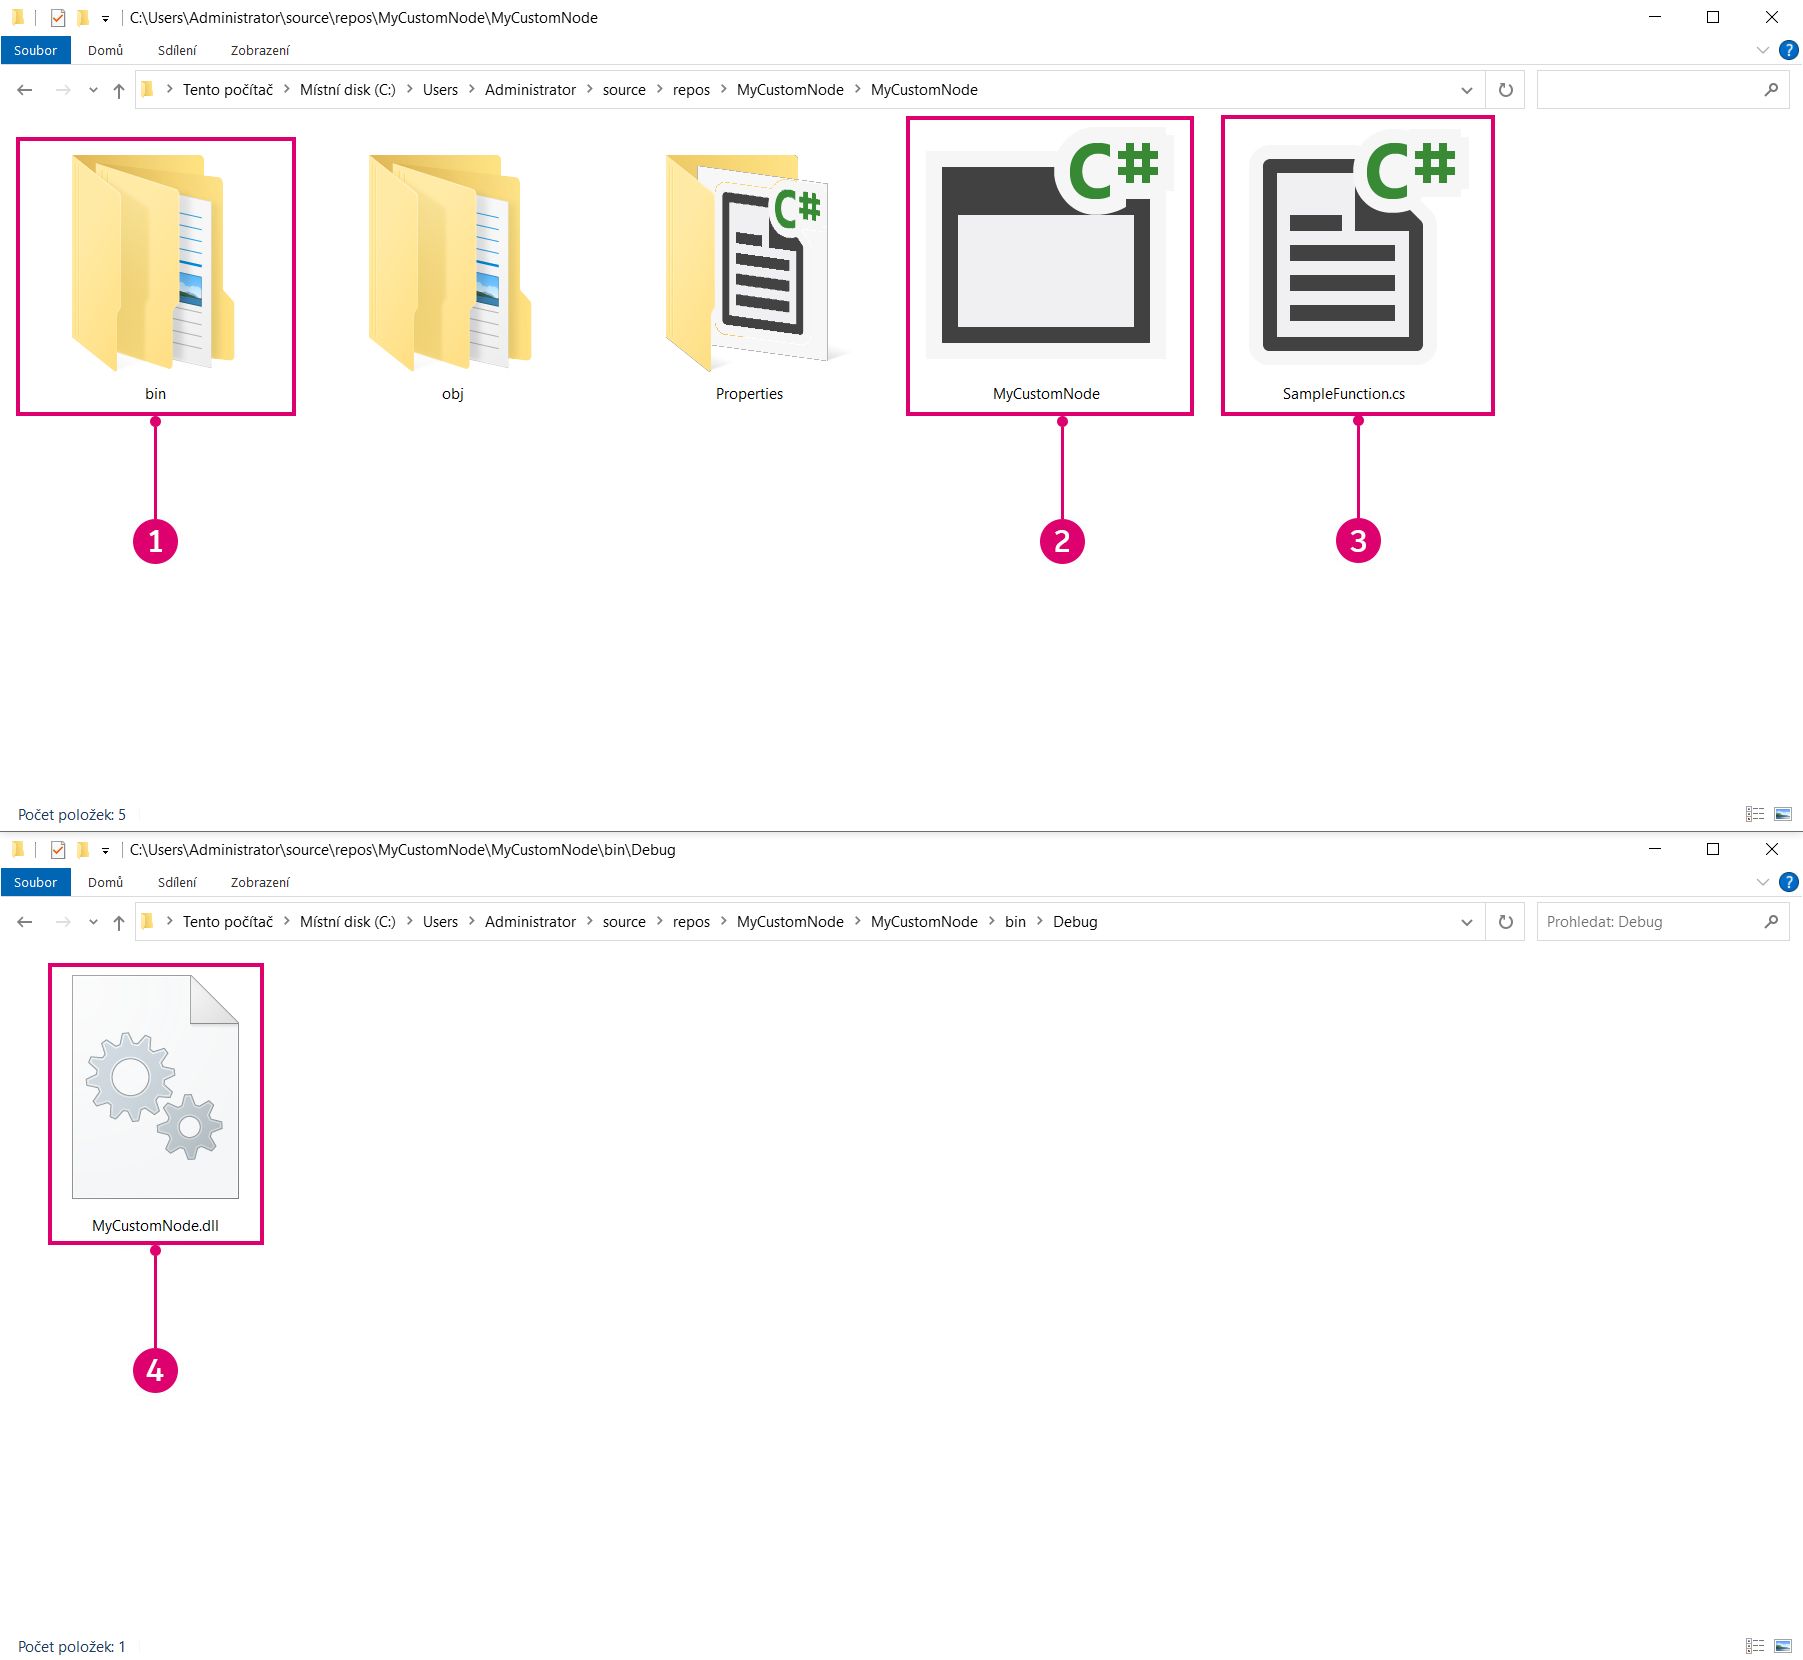 C:\Users\Administrator\source\repos\MyCustomNode\MyCustomNode
Soubor Domů Sdílení Zobrazení
Tento počítač Místní disk (C:) Users Administrator source repos MyCustomNode MyCustomNode
C#
C#
C#
bin
obj
Properties
MyCustomNode
SampleFunction.cs
1
2
3
Počet položek: 5
C:\Users\Administrator\source\repos\MyCustomNode\MyCustomNode\bin\Debug
Soubor Domů Sdílení Zobrazení
Tento počítač Místní disk (C:) Users Administrator source repos MyCustomNode MyCustomNode bin Debug
Prohledat: Debug
MyCustomNode.dll
4
Počet položek: 1